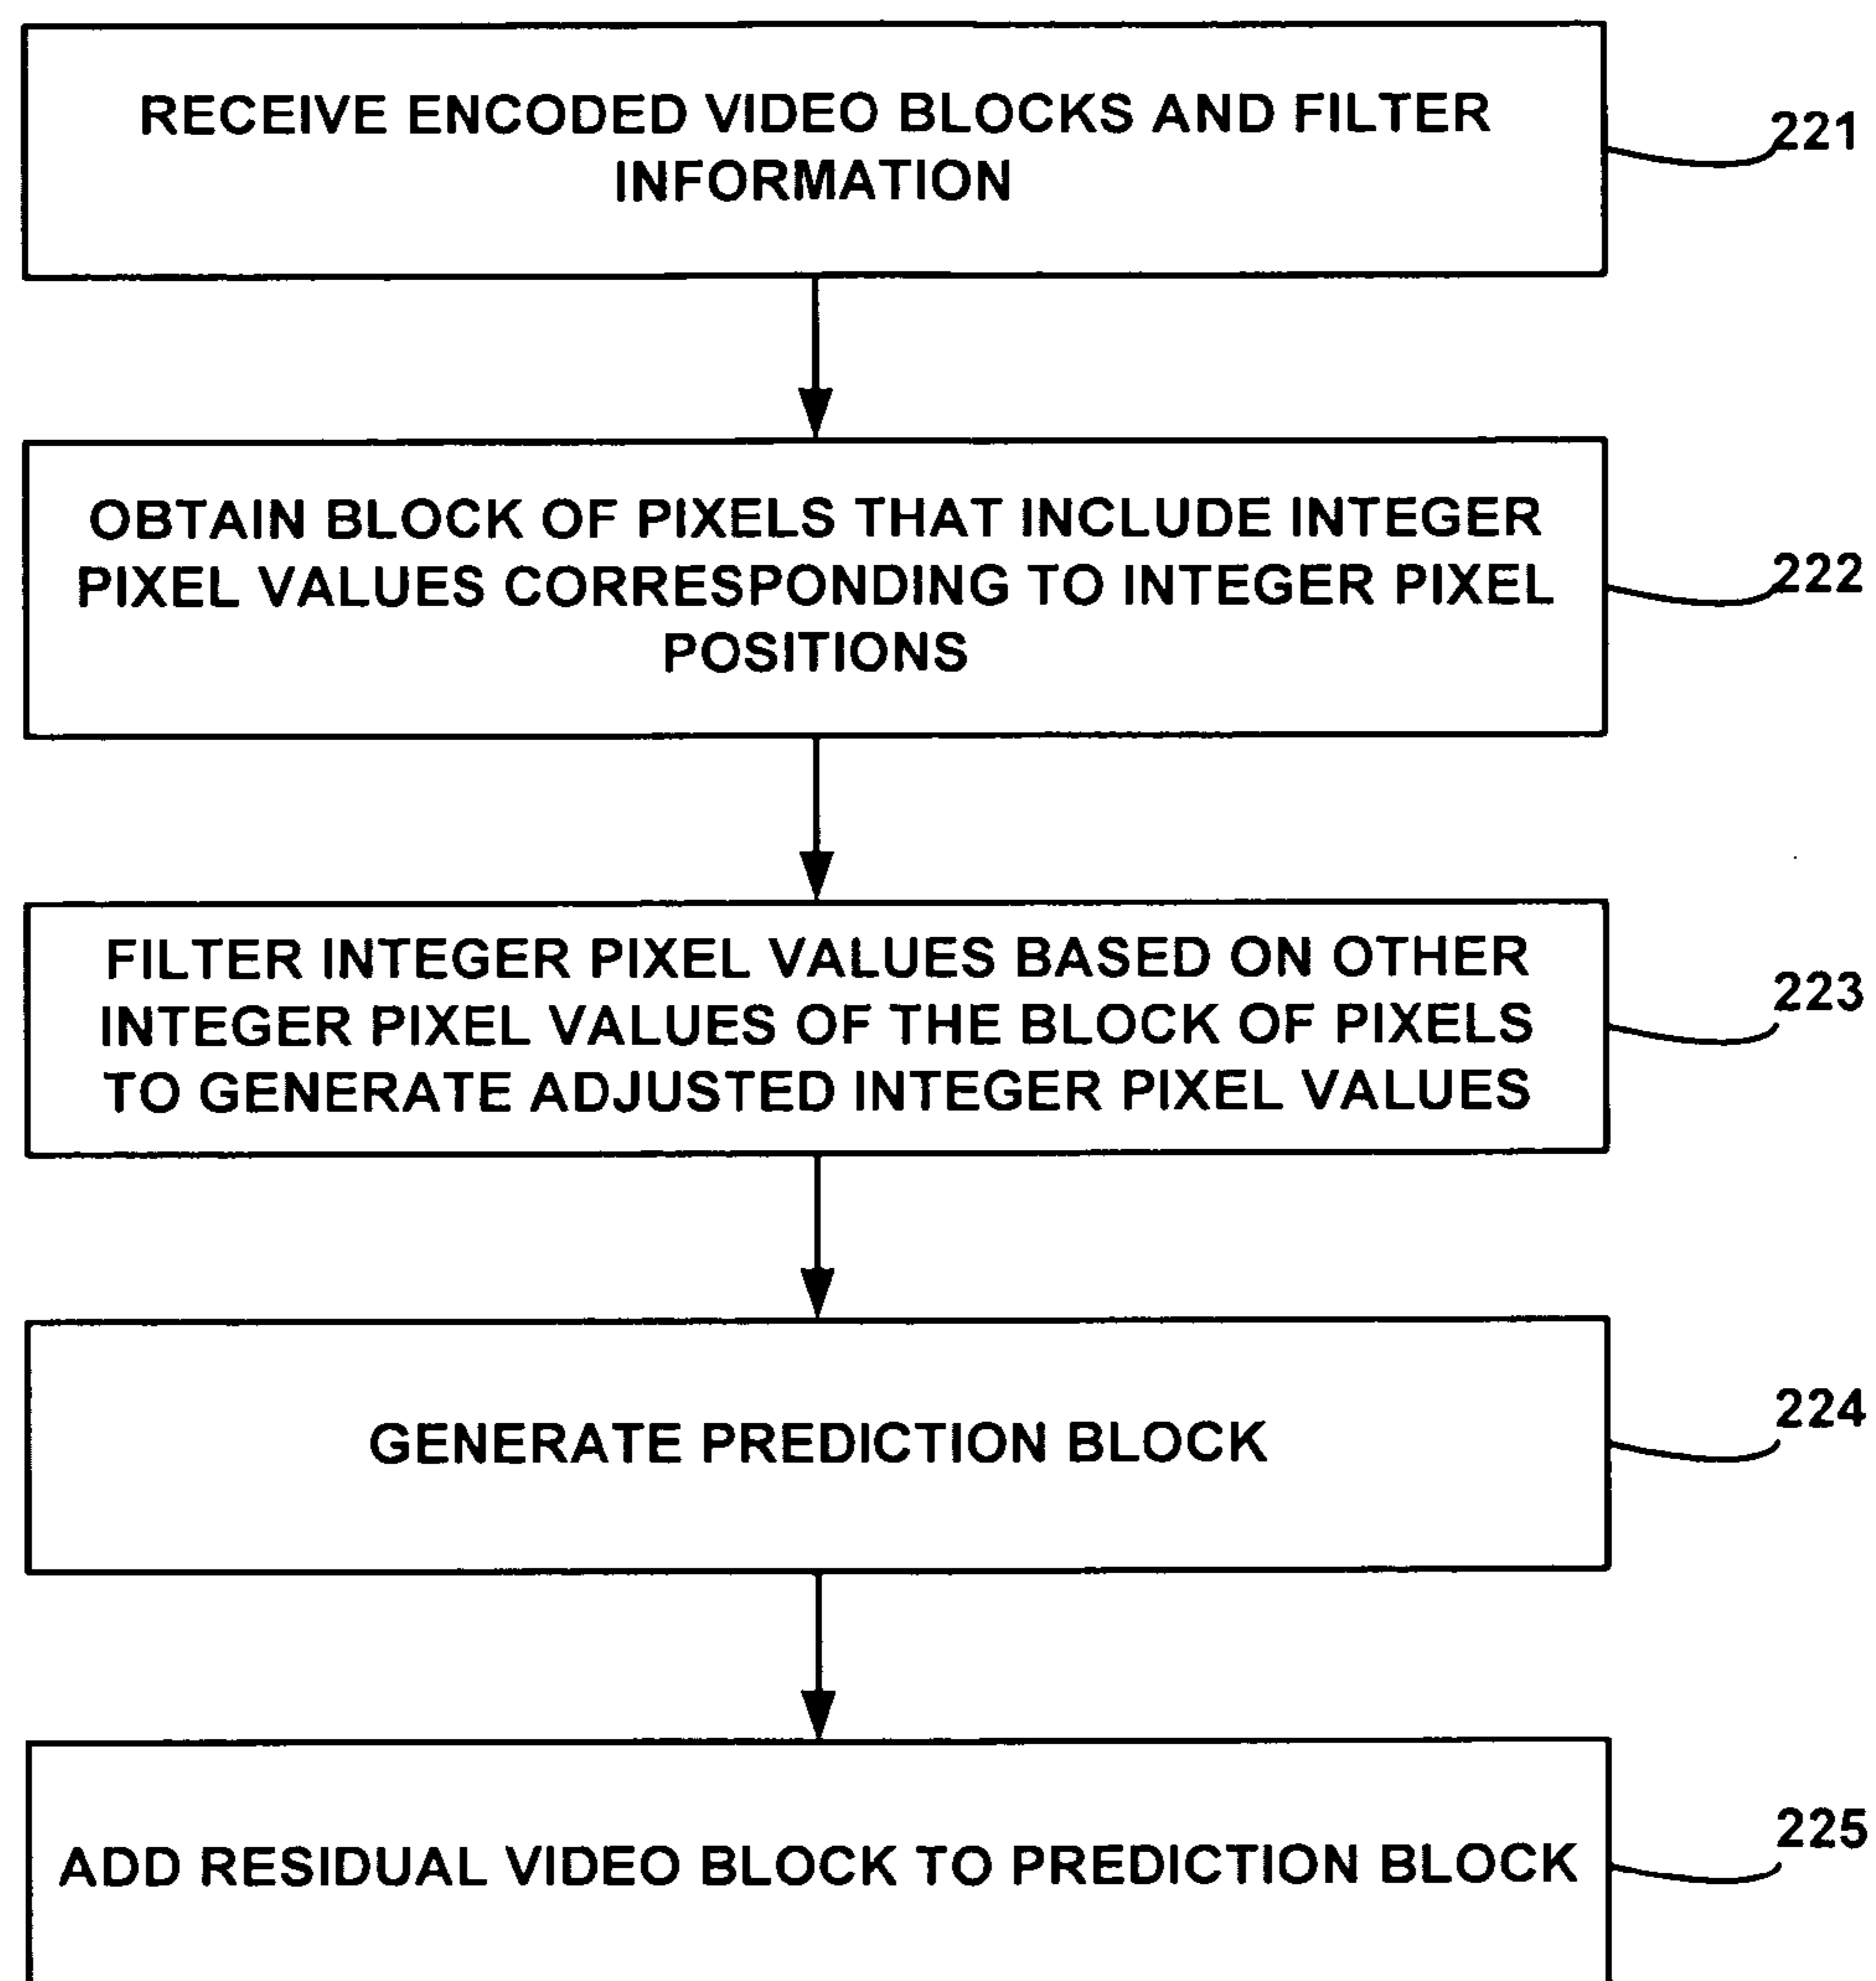 RECEIVE ENCODED VIDEO BLOCKS AND FILTER
INFORMATION
221
OBTAIN BLOCK OF PIXELS THAT INCLUDE INTEGER
PIXEL VALUES CORRESPONDING TO INTEGER PIXEL
POSITIONS
222
FILTER INTEGER PIXEL VALUES BASED ON OTHER
INTEGER PIXEL VALUES OF THE BLOCK OF PIXELS
TO GENERATE ADJUSTED INTEGER PIXEL VALUES
223
GENERATE PREDICTION BLOCK
224
ADD RESIDUAL VIDEO BLOCK TO PREDICTION BLOCK
225